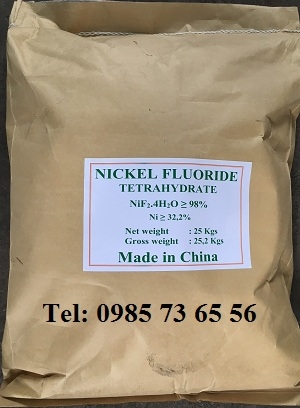 NICKEL FLUORIDE
TETRAHYDRATE
NiF₂.4H₂O ≥ 98%
Ni ≥ 32,2%
Net weight : 25 Kgs
Gross weight : 25,2 Kgs
Made in China
Tel: 0985 73 65 56